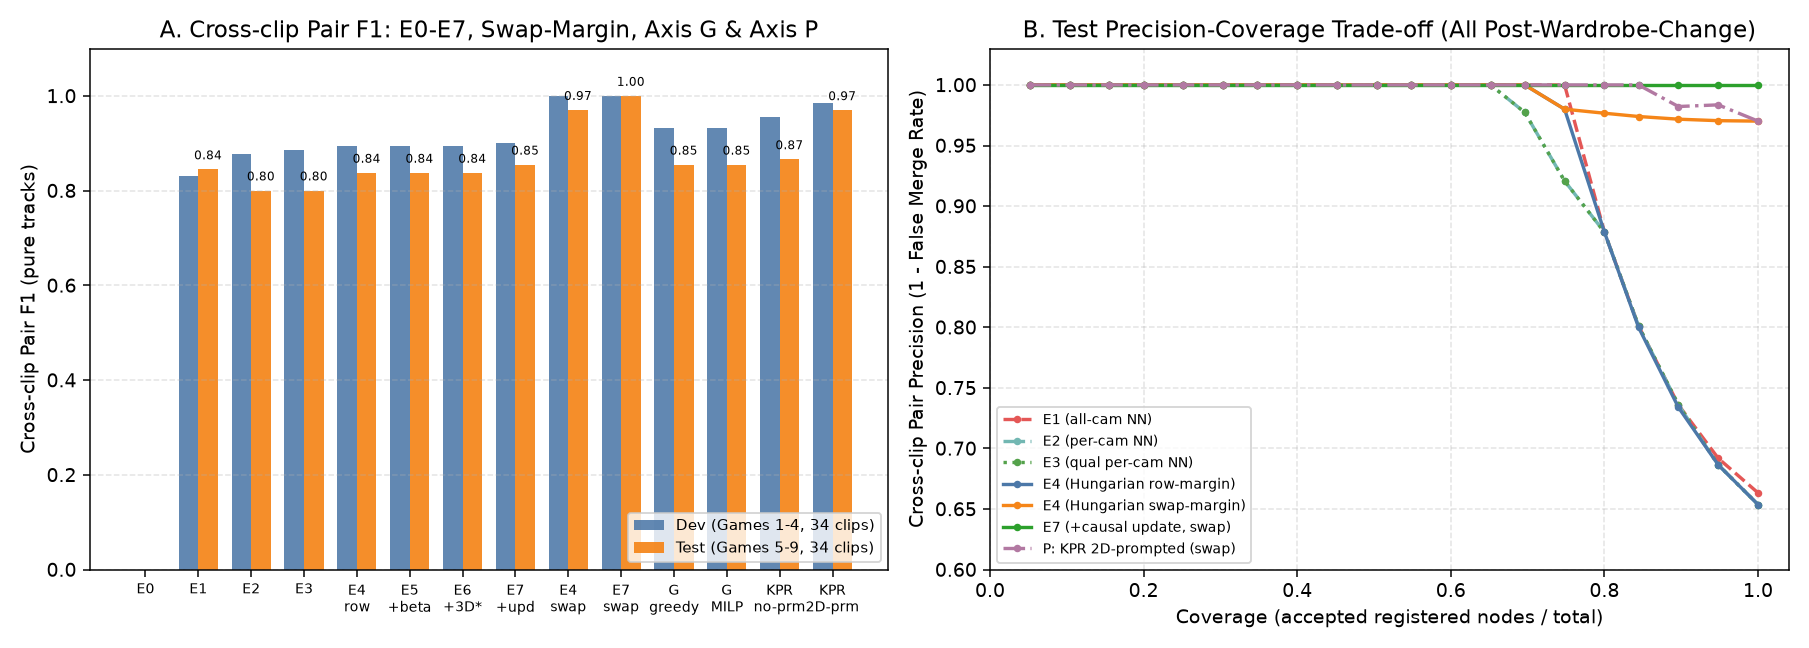 A. Cross-clip Pair F1: E0-E7, Swap-Margin, Axis G & Axis P
Cross-clip Pair F1 (pure tracks)
1.0
0.8
0.6
0.4
0.2
0.0
0.84
0.80
0.80
0.84
0.84
0.84
0.85
0.97
1.00
0.85
0.85
0.87
0.97
Dev (Games 1-4, 34 clips)
Test (Games 5-9, 34 clips)
E0 E1 E2 E3 E4 E5 E6 E7 E4 E7 G G KPR KPR
row +beta +3D* +upd swap swap greedy MILP no-prm 2D-prm
B. Test Precision-Coverage Trade-off (All Post-Wardrobe-Change)
Cross-clip Pair Precision (1 - False Merge Rate)
1.00
0.95
0.90
0.85
0.80
0.75
0.70
0.65
0.60
E1 (all-cam NN)
E2 (per-cam NN)
E3 (qual per-cam NN)
E4 (Hungarian row-margin)
E4 (Hungarian swap-margin)
E7 (+causal update, swap)
P: KPR 2D-prompted (swap)
0.0 0.2 0.4 0.6 0.8 1.0
Coverage (accepted registered nodes / total)